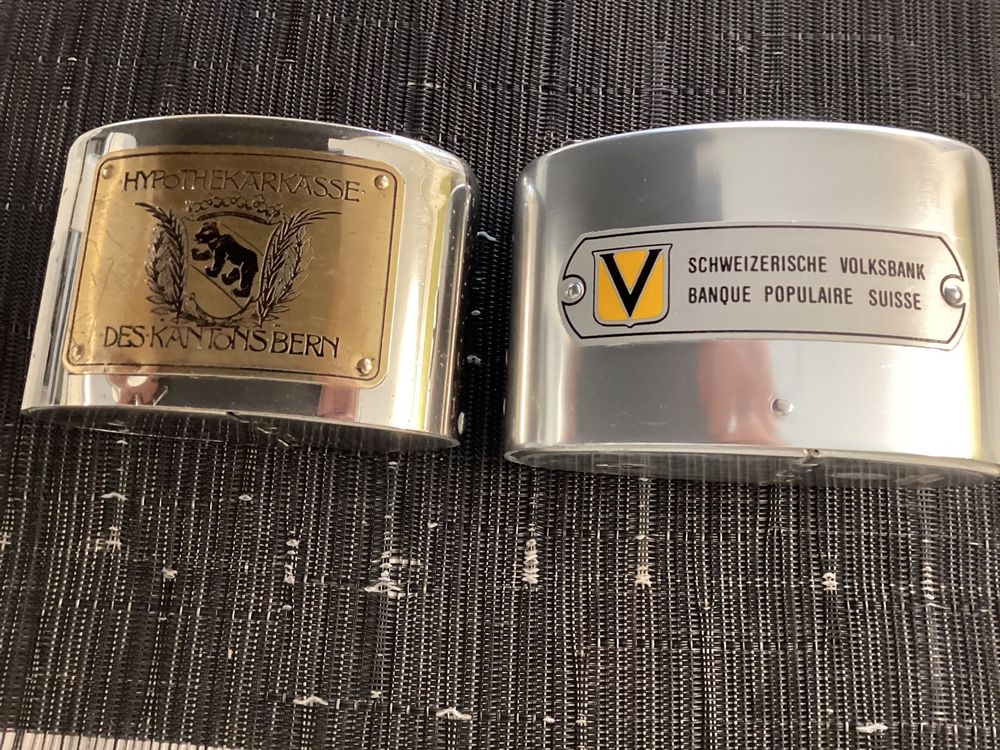 ·HYPOTHEKARKASSE·
DES·KANTONS BERN
V
SCHWEIZERISCHE VOLKSBANK
BANQUE POPULAIRE SUISSE